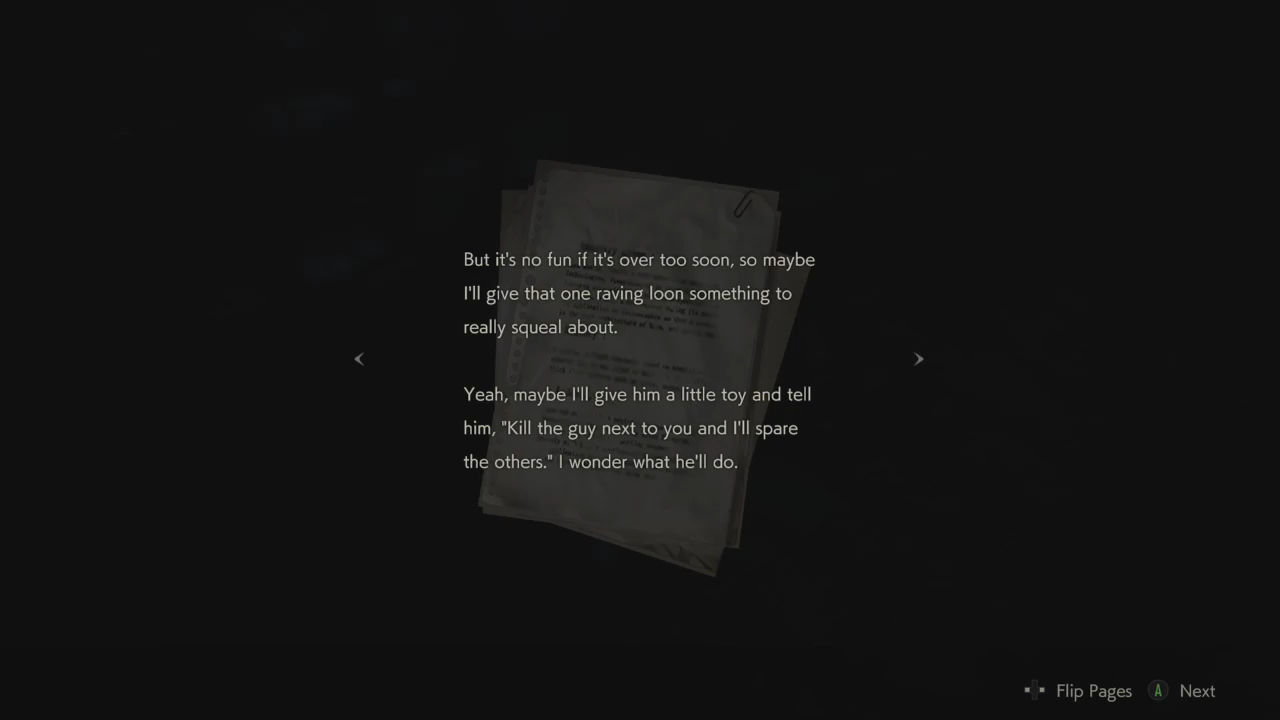 But it's no fun if it's over too soon, so maybe
I'll give that one raving loon something to
really squeal about.
Yeah, maybe I'll give him a little toy and tell
him, "Kill the guy next to you and I'll spare
the others." I wonder what he'll do.
Flip Pages A Next